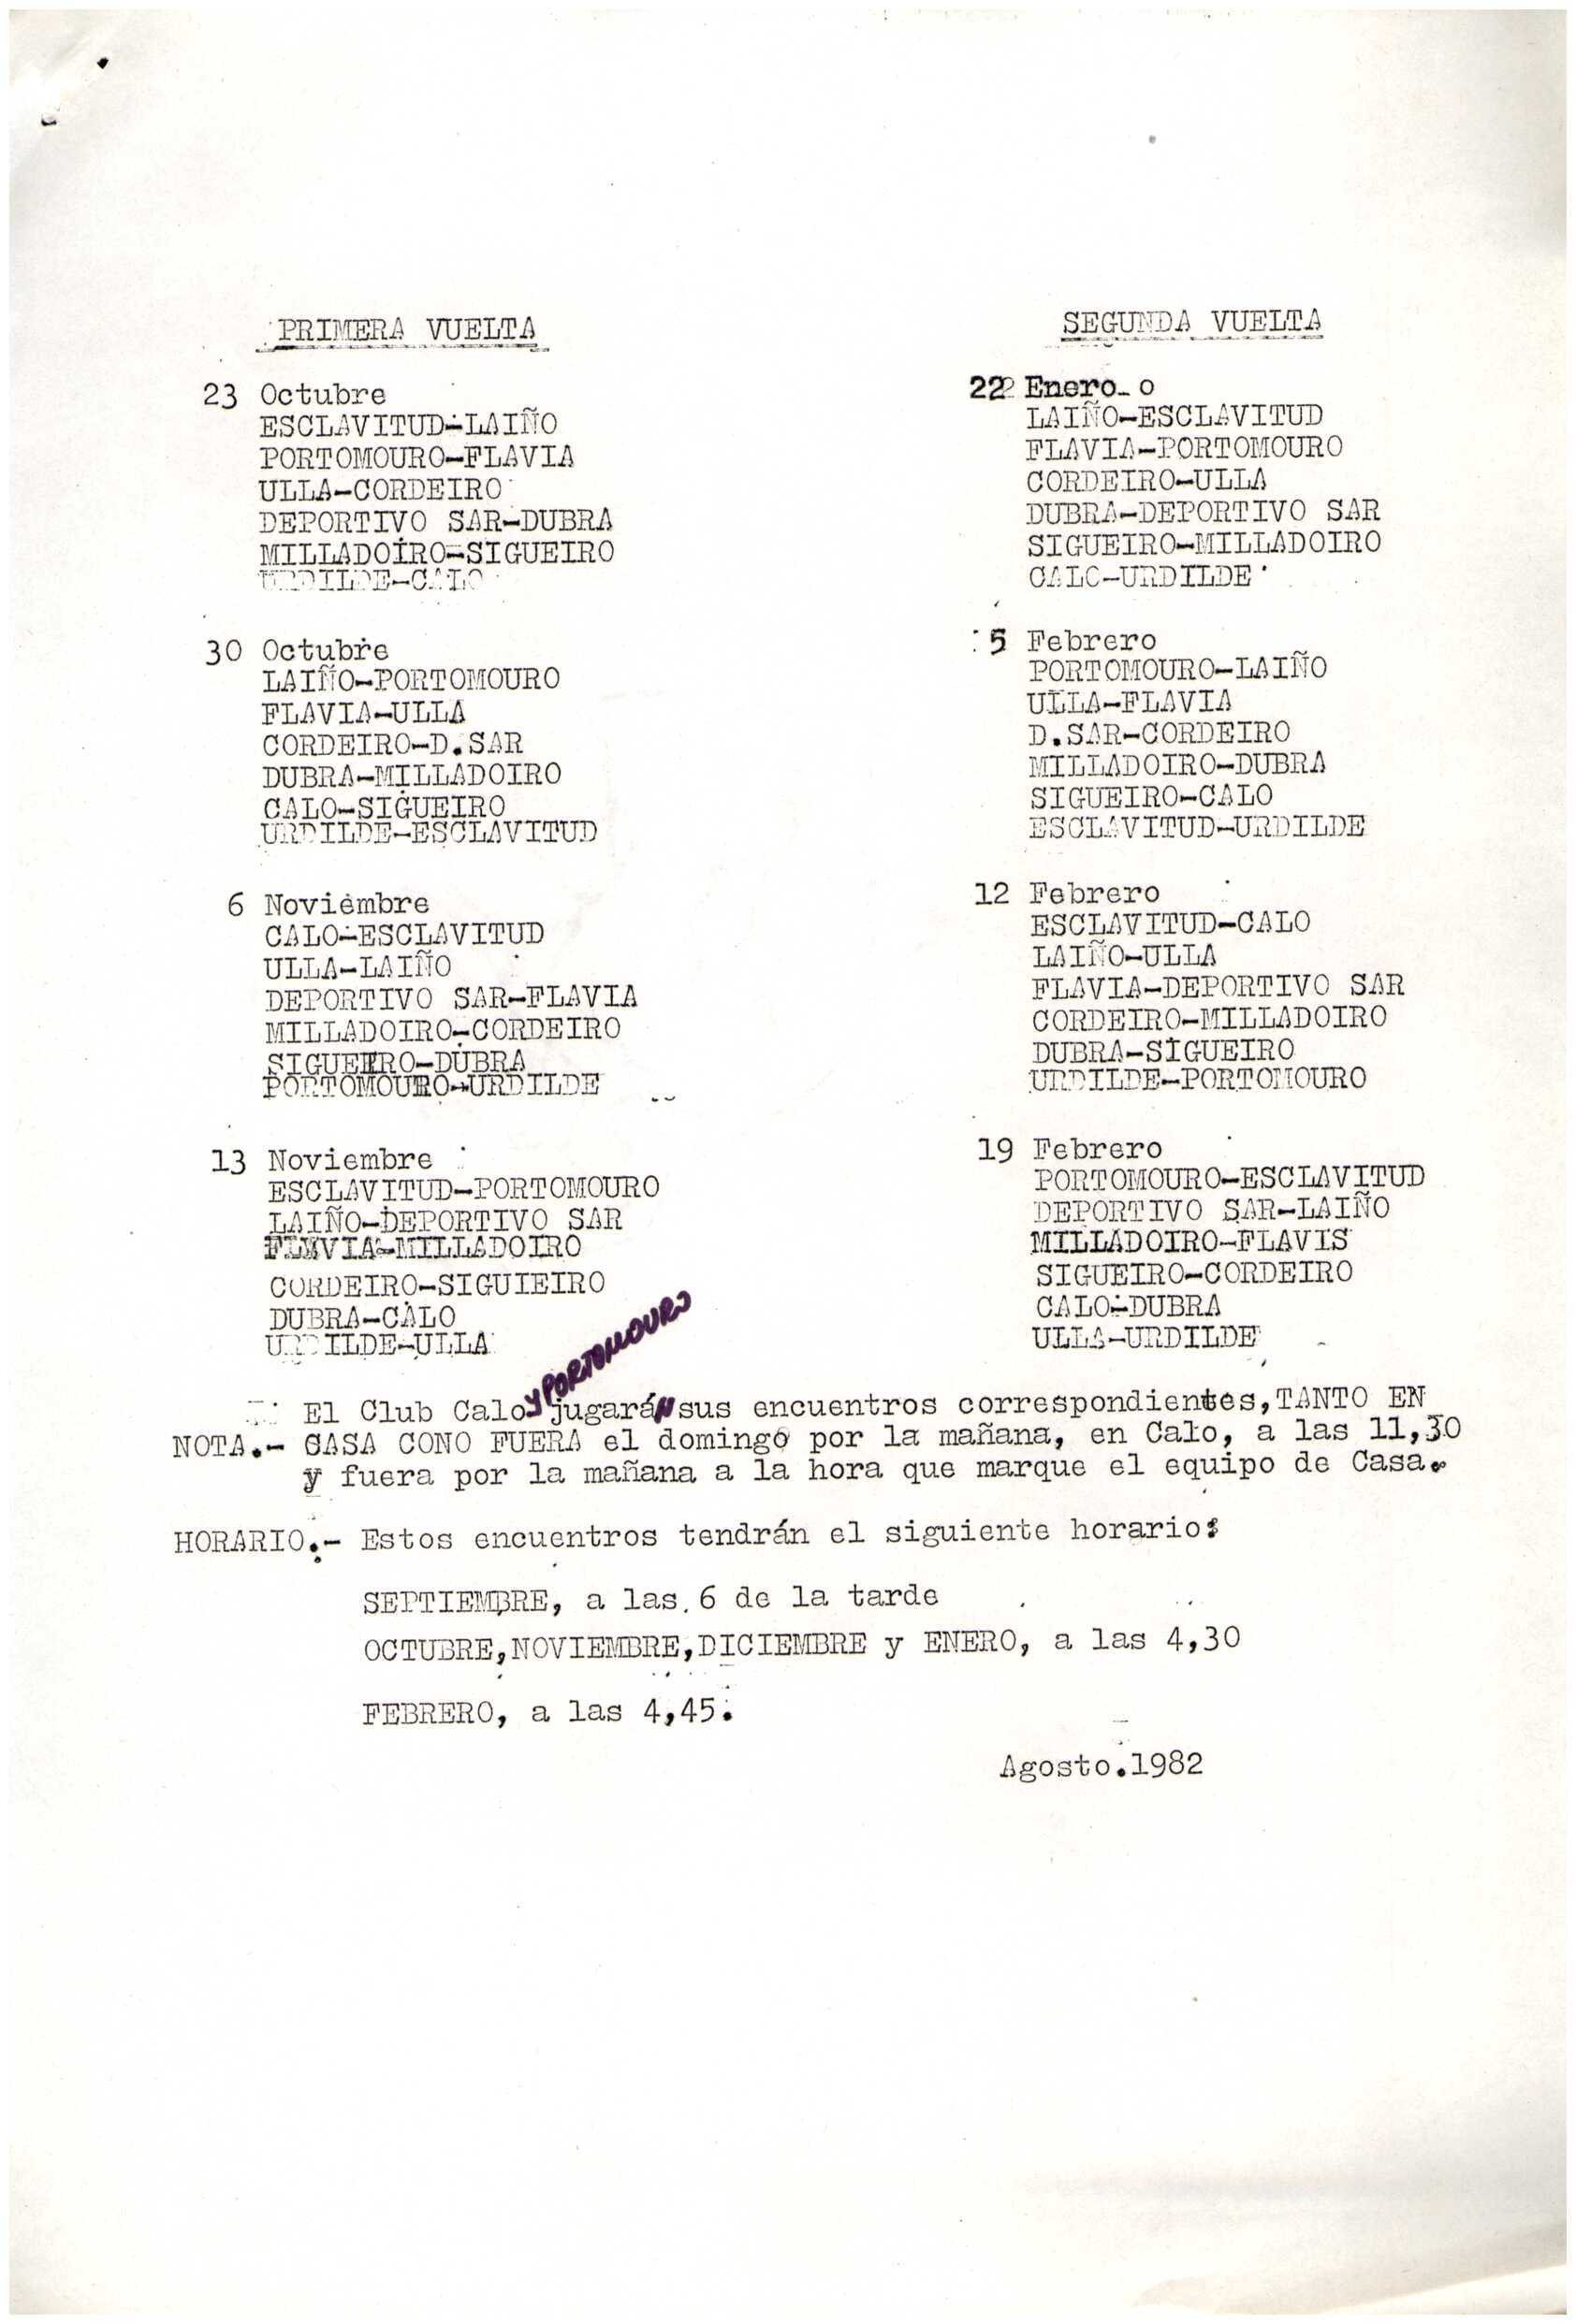 PRIMERA VUELTA
23 Octubre
ESCLAVITUD-LAIÑO
PORTOMOURO-FLAVIA
ULLA-CORDEIRO
DEPORTIVO SAR-DUBRA
MILLADOIRO-SIGUEIRO
URDILDE-CALO
30 Octubre
LAIÑO-PORTOMOURO
FLAVIA-ULLA
CORDEIRO-D.SAR
DUBRA-MILLADOIRO
CALO-SIGUEIRO
URDILDE-ESCLAVITUD
6 Noviembre
CALO-ESCLAVITUD
ULLA-LAIÑO
DEPORTIVO SAR-FLAVIA
MILLADOIRO-CORDEIRO
SIGUEIRO-DUBRA
PORTOMOURO-URDILDE
13 Noviembre
ESCLAVITUD-PORTOMOURO
LAIÑO-DEPORTIVO SAR
FLAVIA-MILLADOIRO
CORDEIRO-SIGUIEIRO
DUBRA-CALO
URDILDE-ULLA
SEGUNDA VUELTA
22 Enero
LAIÑO-ESCLAVITUD
FLAVIA-PORTOMOURO
CORDEIRO-ULLA
DUBRA-DEPORTIVO SAR
SIGUEIRO-MILLADOIRO
CALO-URDILDE
5 Febrero
PORTOMOURO-LAIÑO
ULLA-FLAVIA
D.SAR-CORDEIRO
MILLADOIRO-DUBRA
SIGUEIRO-CALO
ESCLAVITUD-URDILDE
12 Febrero
ESCLAVITUD-CALO
LAIÑO-ULLA
FLAVIA-DEPORTIVO SAR
CORDEIRO-MILLADOIRO
DUBRA-SIGUEIRO
URDILDE-PORTOMOURO
19 Febrero
PORTOMOURO-ESCLAVITUD
DEPORTIVO SAR-LAIÑO
MILLADOIRO-FLAVIS
SIGUEIRO-CORDEIRO
CALO-DUBRA
ULLA-URDILDE
Y PORTOMOURO
El Club Calo jugarán sus encuentros correspondientes,TANTO EN
NOTA.- CASA CONO FUERA el domingo por la mañana, en Calo, a las 11,30
y fuera por la mañana a la hora que marque el equipo de Casa.
HORARIO.- Estos encuentros tendrán el siguiente horario:
SEPTIEMBRE, a las 6 de la tarde
OCTUBRE,NOVIEMBRE,DICIEMBRE y ENERO, a las 4,30
FEBRERO, a las 4,45.
Agosto.1982